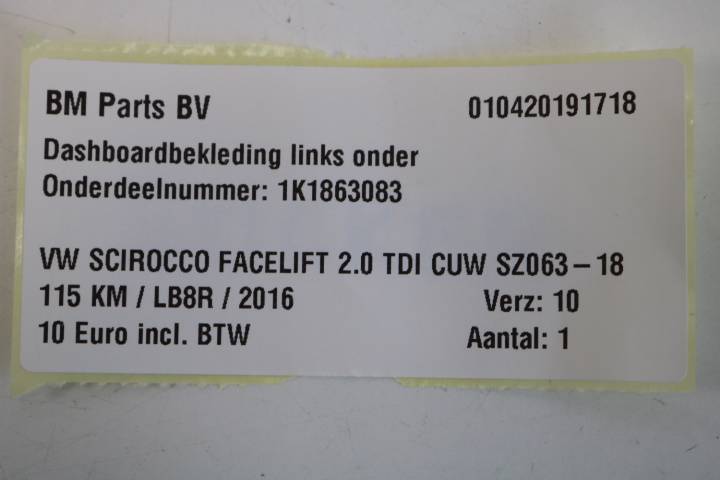 BM Parts BV 010420191718
Dashboardbekleding links onder
Onderdeelnummer: 1K1863083
VW SCIROCCO FACELIFT 2.0 TDI CUW SZ063-18
115 KM / LB8R / 2016 Verz: 10
10 Euro incl. BTW Aantal: 1